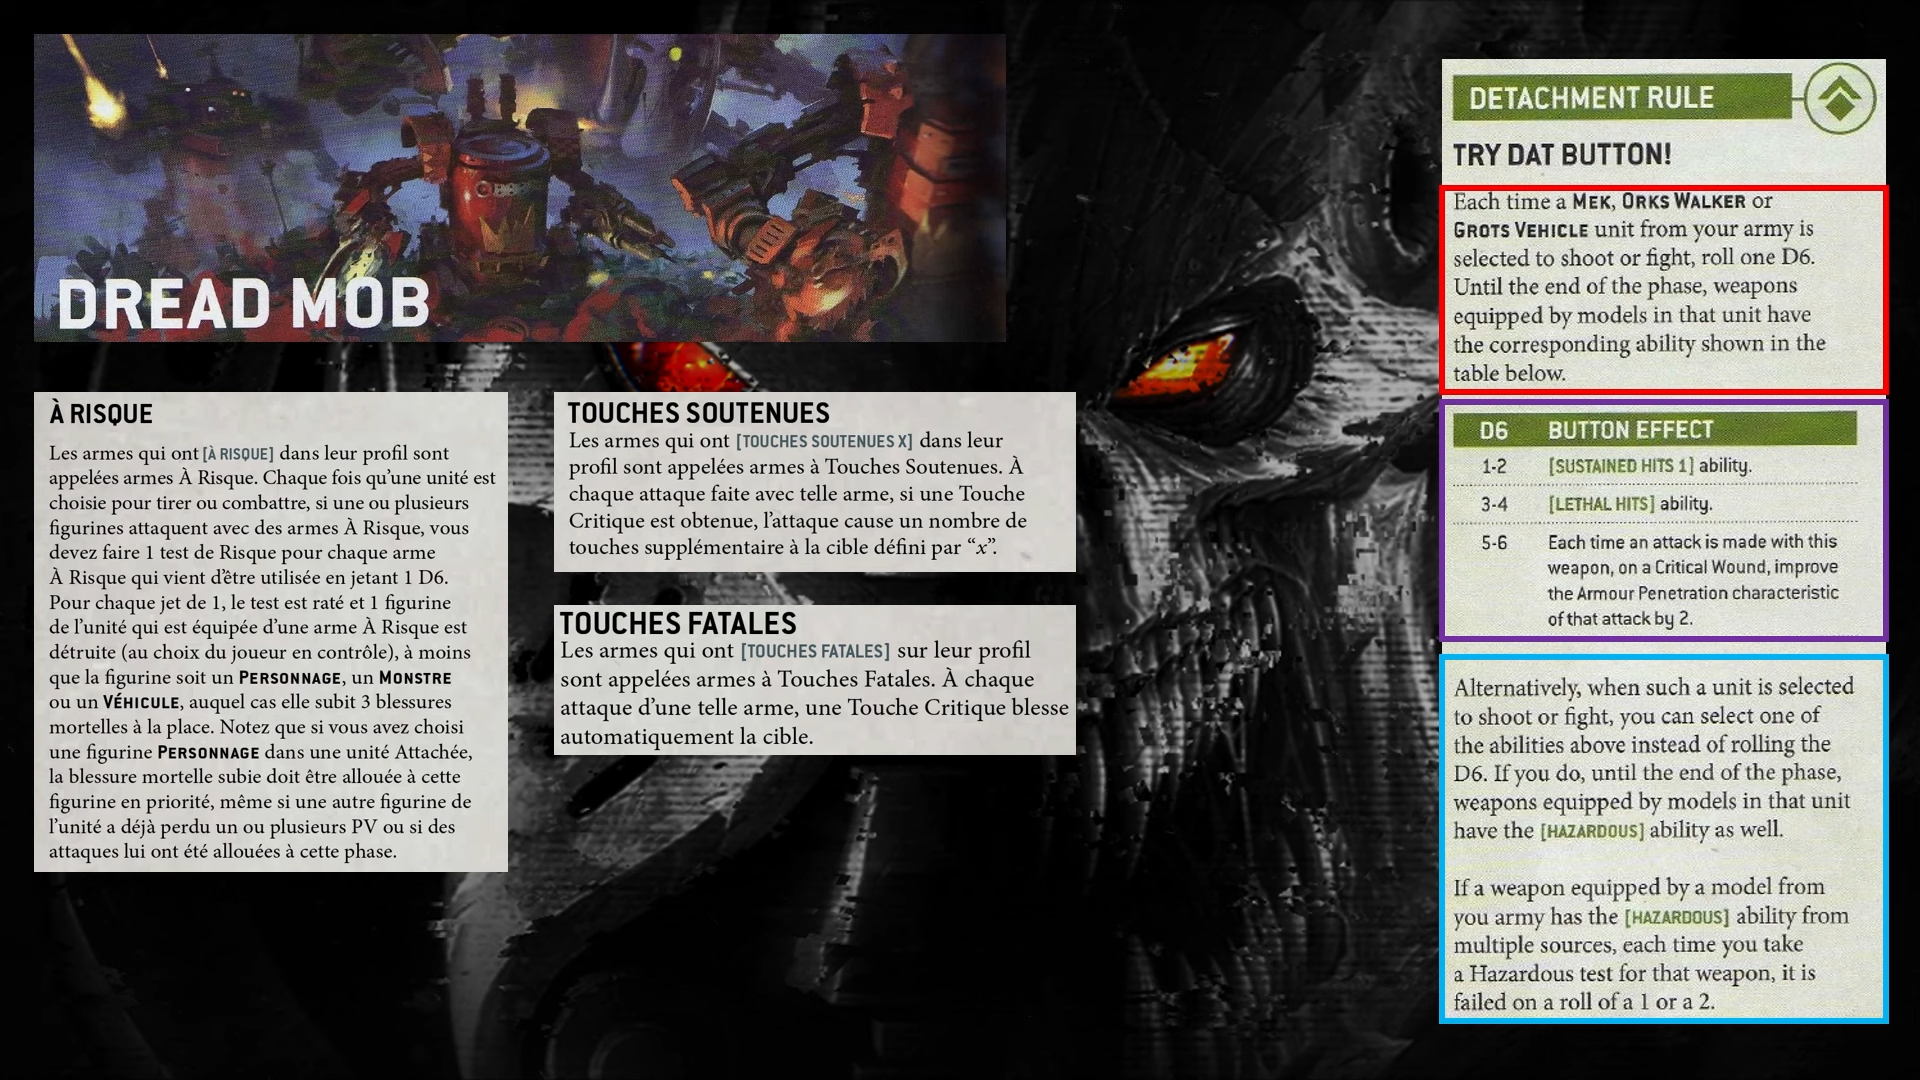 DREAD MOB
À RISQUE
Les armes qui ont [À RISQUE] dans leur profil sont
appelées armes À Risque. Chaque fois qu'une unité est
choisie pour tirer ou combattre, si une ou plusieurs
figurines attaquent avec des armes À Risque, vous
devez faire 1 test de Risque pour chaque arme
À Risque qui vient d'être utilisée en jetant 1 D6.
Pour chaque jet de 1, le test est raté et 1 figurine
de l'unité qui est équipée d'une arme À Risque est
détruite (au choix du joueur en contrôle), à moins
que la figurine soit un PERSONNAGE, un MONSTRE
ou un VÉHICULE, auquel cas elle subit 3 blessures
mortelles à la place. Notez que si vous avez choisi
une figurine PERSONNAGE dans une unité Attachée,
la blessure mortelle subie doit être allouée à cette
figurine en priorité, même si une autre figurine de
l'unité a déjà perdu un ou plusieurs PV ou si des
attaques lui ont été allouées à cette phase.
TOUCHES SOUTENUES
Les armes qui ont [TOUCHES SOUTENUES X] dans leur
profil sont appelées armes à Touches Soutenues. À
chaque attaque faite avec telle arme, si une Touche
Critique est obtenue, l'attaque cause un nombre de
touches supplémentaire à la cible défini par “x”.
TOUCHES FATALES
Les armes qui ont [TOUCHES FATALES] sur leur profil
sont appelées armes à Touches Fatales. À chaque
attaque d'une telle arme, une Touche Critique blesse
automatiquement la cible.
DETACHMENT RULE
TRY DAT BUTTON!
Each time a MEK, ORKS WALKER or
GROTS VEHICLE unit from your army is
selected to shoot or fight, roll one D6.
Until the end of the phase, weapons
equipped by models in that unit have
the corresponding ability shown in the
table below.
D6 BUTTON EFFECT
1-2 [SUSTAINED HITS 1] ability.
3-4 [LETHAL HITS] ability.
5-6 Each time an attack is made with this
weapon, on a Critical Wound, improve
the Armour Penetration characteristic
of that attack by 2.
Alternatively, when such a unit is selected
to shoot or fight, you can select one of
the abilities above instead of rolling the
D6. If you do, until the end of the phase,
weapons equipped by models in that unit
have the [HAZARDOUS] ability as well.
If a weapon equipped by a model from
you army has the [HAZARDOUS] ability from
multiple sources, each time you take
a Hazardous test for that weapon, it is
failed on a roll of a 1 or a 2.